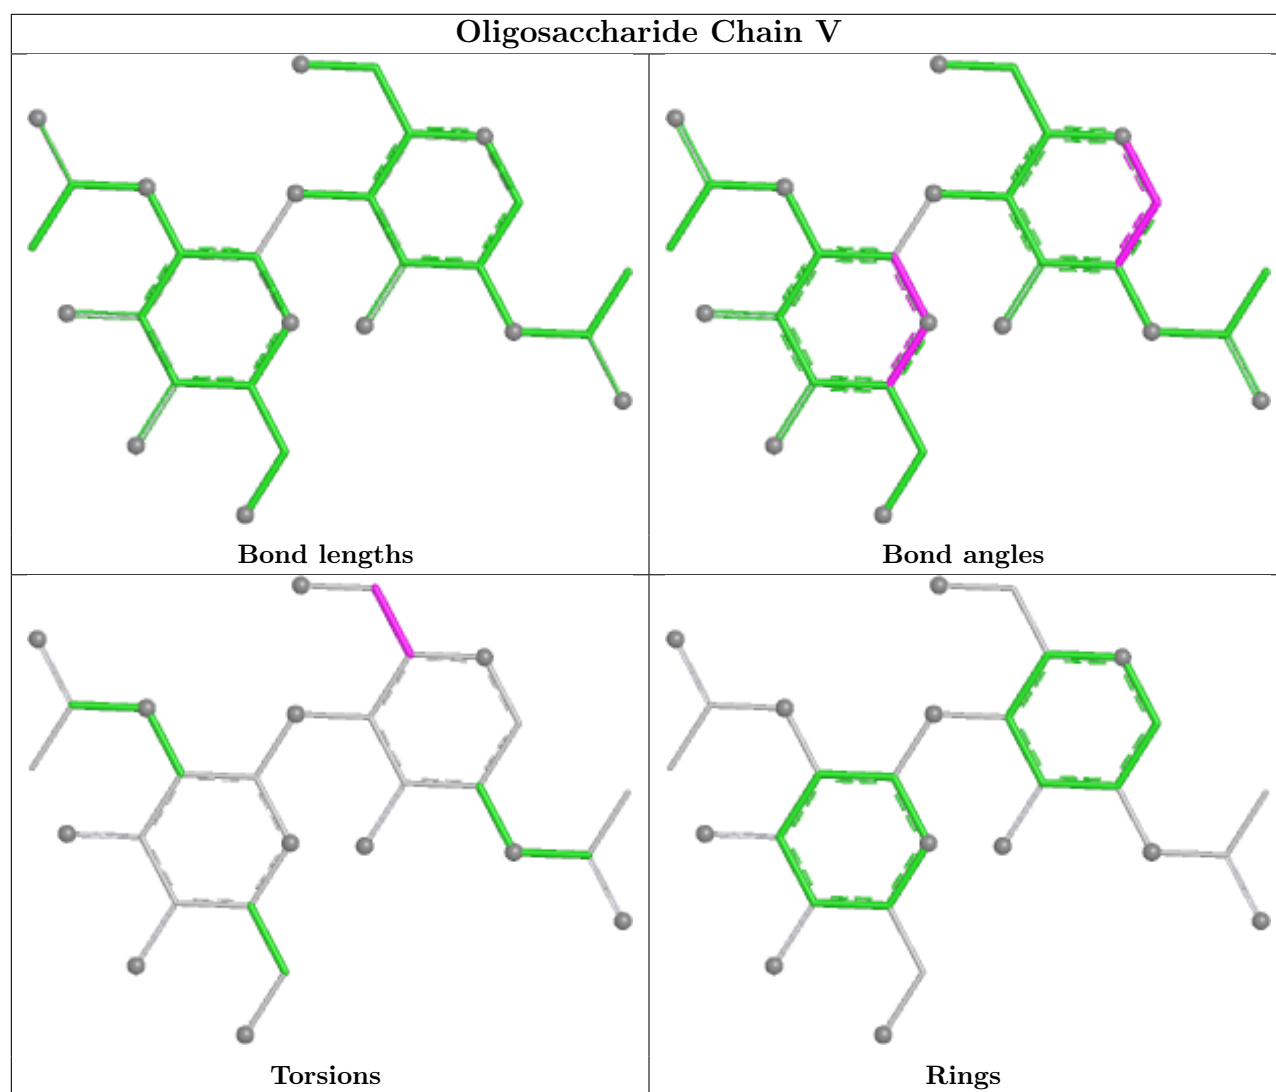 Oligosaccharide Chain V
Bond lengths
Bond angles
Torsions
Rings